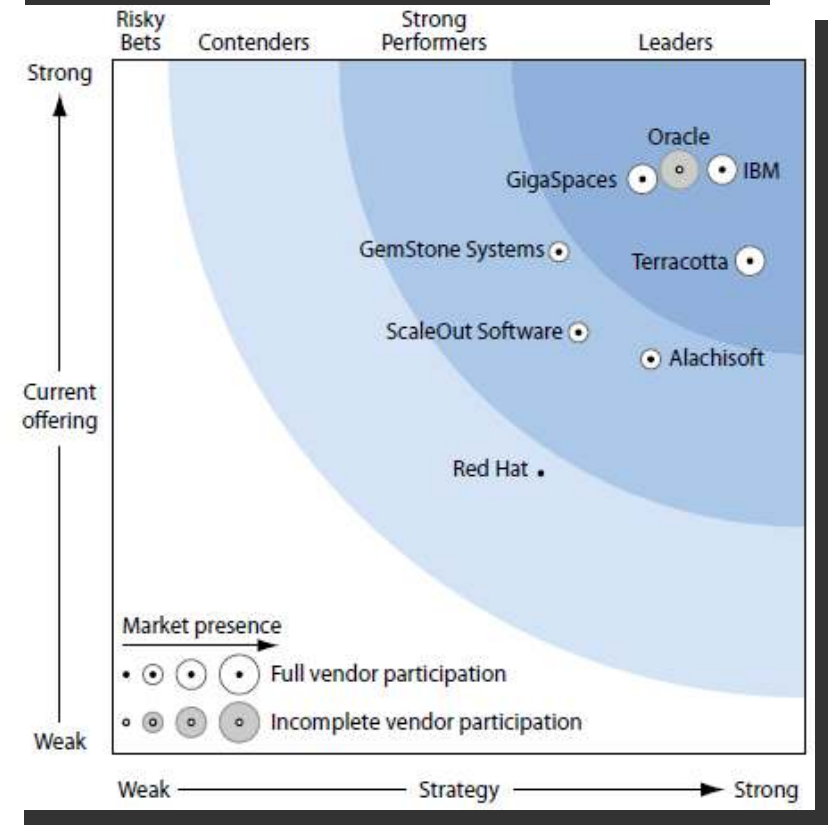 Risky
Bets
Contenders
Strong
Performers
Leaders
Strong
Oracle
GigaSpaces
IBM
GemStone Systems
Terracotta
ScaleOut Software
Alachisoft
Current
offering
Red Hat
Market presence
Full vendor participation
Incomplete vendor participation
Weak
Weak
Strategy
Strong